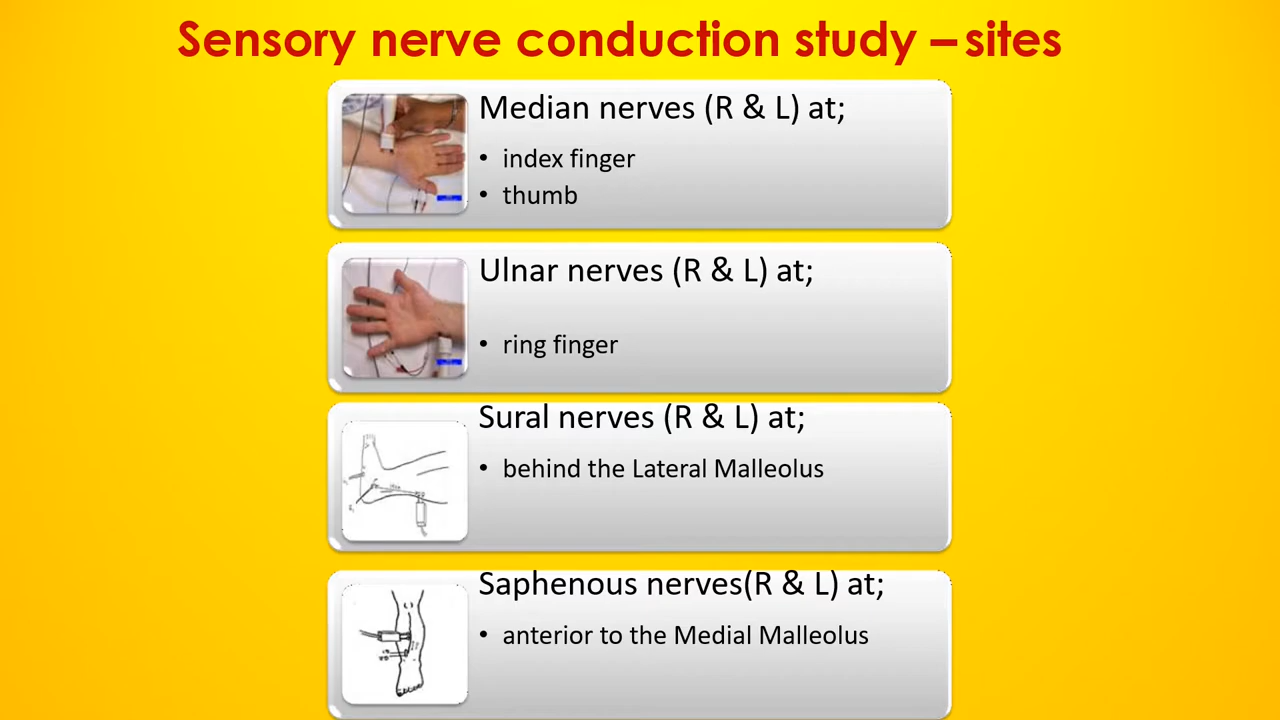 Sensory nerve conduction study – sites
Median nerves (R & L) at;
• index finger
• thumb
Ulnar nerves (R & L) at;
• ring finger
Sural nerves (R & L) at;
• behind the Lateral Malleolus
Saphenous nerves(R & L) at;
• anterior to the Medial Malleolus